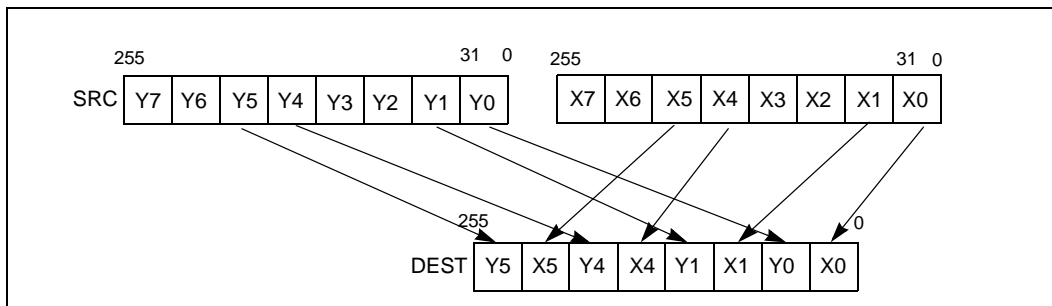 255 31 0 255 31 0
SRC Y7 Y6 Y5 Y4 Y3 Y2 Y1 Y0 X7 X6 X5 X4 X3 X2 X1 X0
255 0
DEST Y5 X5 Y4 X4 Y1 X1 Y0 X0